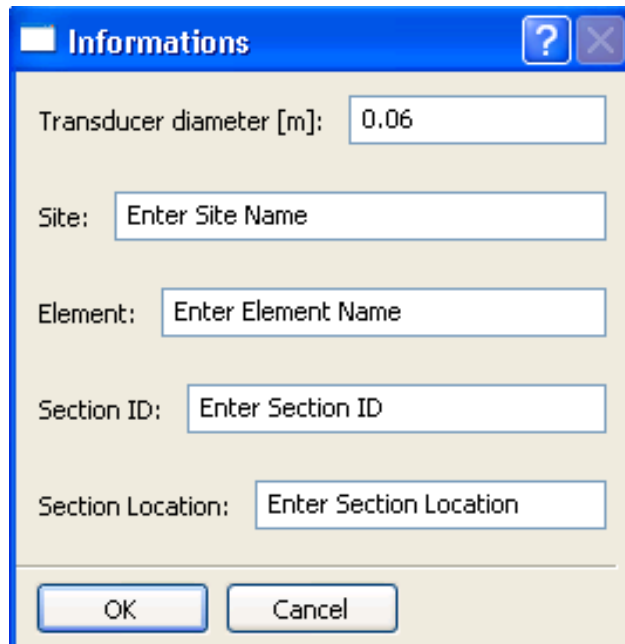 Informations
Transducer diameter [m]: 0.06
Site: Enter Site Name
Element: Enter Element Name
Section ID: Enter Section ID
Section Location: Enter Section Location
OK Cancel